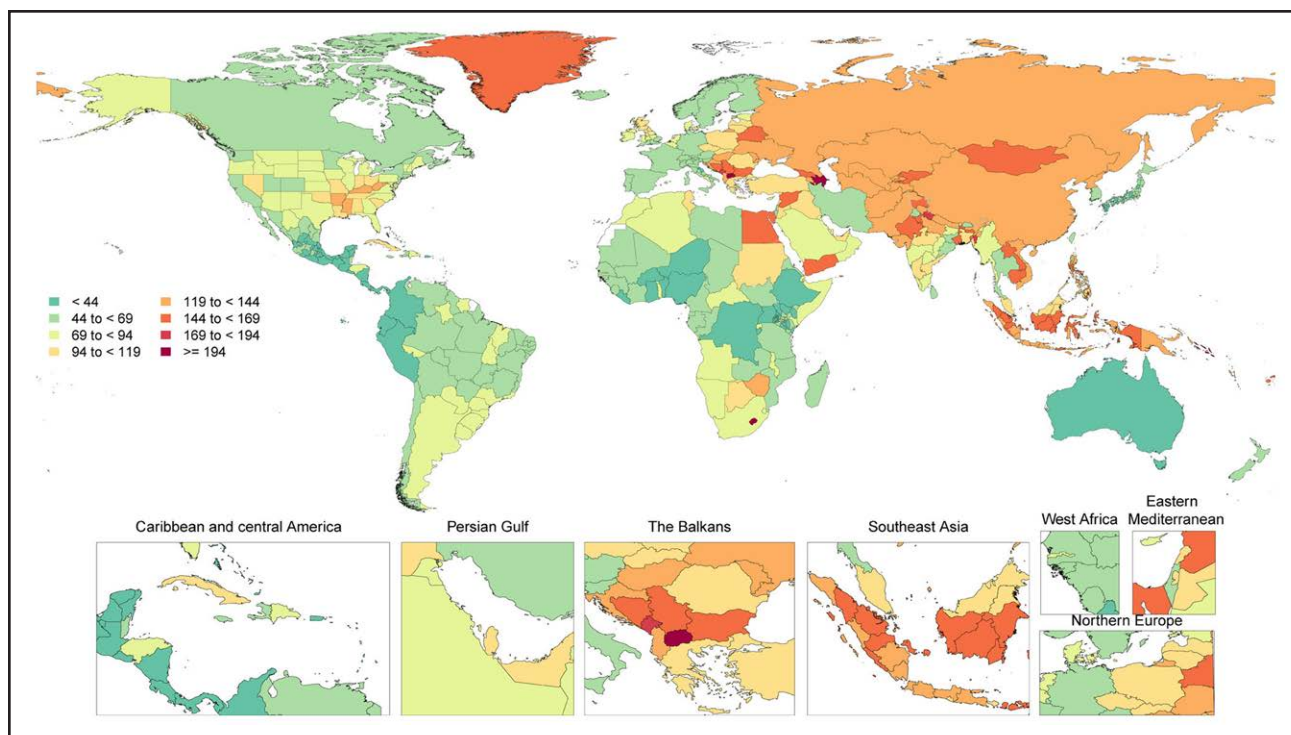 < 44
44 to < 69
69 to < 94
94 to < 119
119 to < 144
144 to < 169
169 to < 194
>= 194
Caribbean and central America
Persian Gulf
The Balkans
Southeast Asia
West Africa
Eastern
Mediterranean
Northern Europe